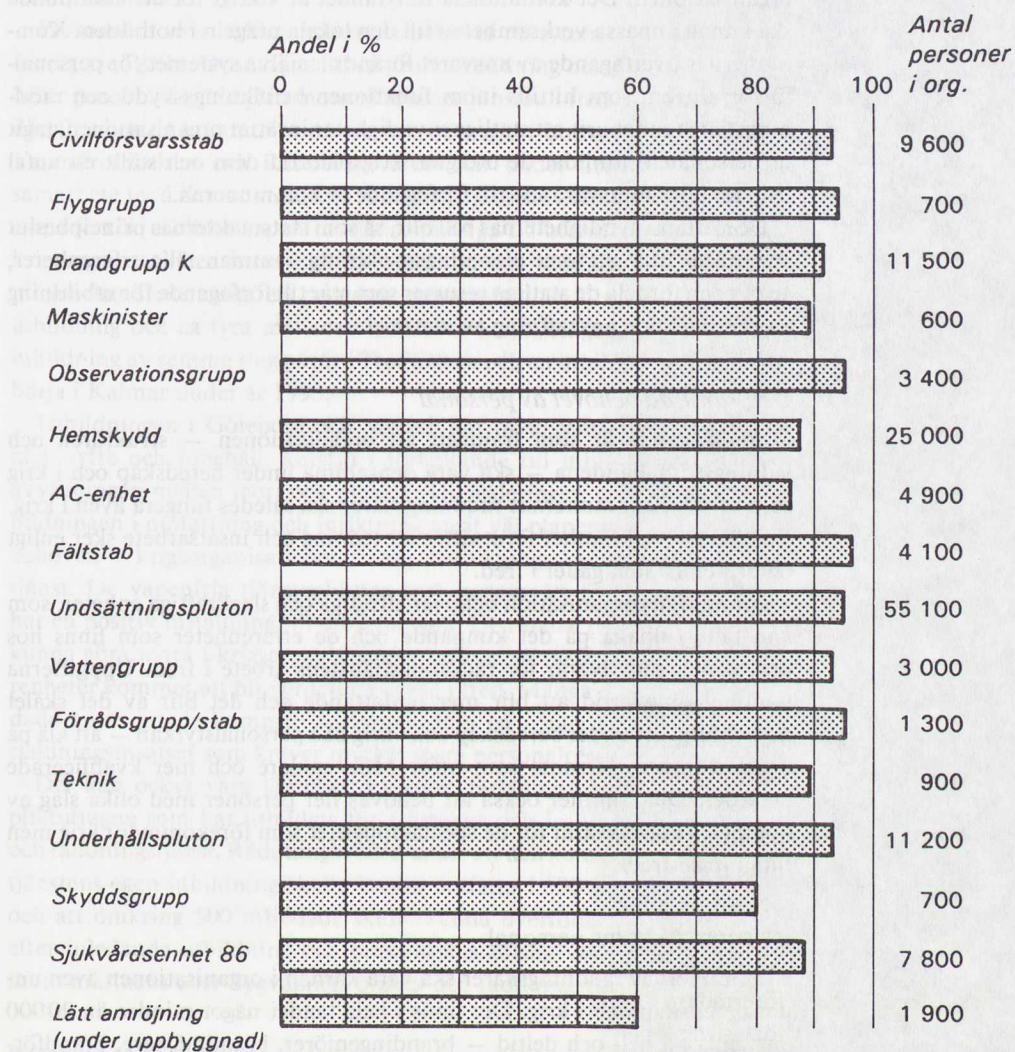 Antal
Andel i %
personer
20 40 60 80 100 i org.
Civilförsvarsstab 9 600
Flyggrupp 700
Brandgrupp K 11 500
Maskinister 600
Observationsgrupp 3 400
Hemskydd 25 000
AC-enhet 4 900
Fältstab 4 100
Undsättningspluton 55 100
Vattengrupp 3 000
Förrådsgrupp/stab 1 300
Teknik 900
Underhållspluton 11 200
Skyddsgrupp 700
Sjukvårdsenhet 86 7 800
Lätt amröjning 1 900
(under uppbyggnad)